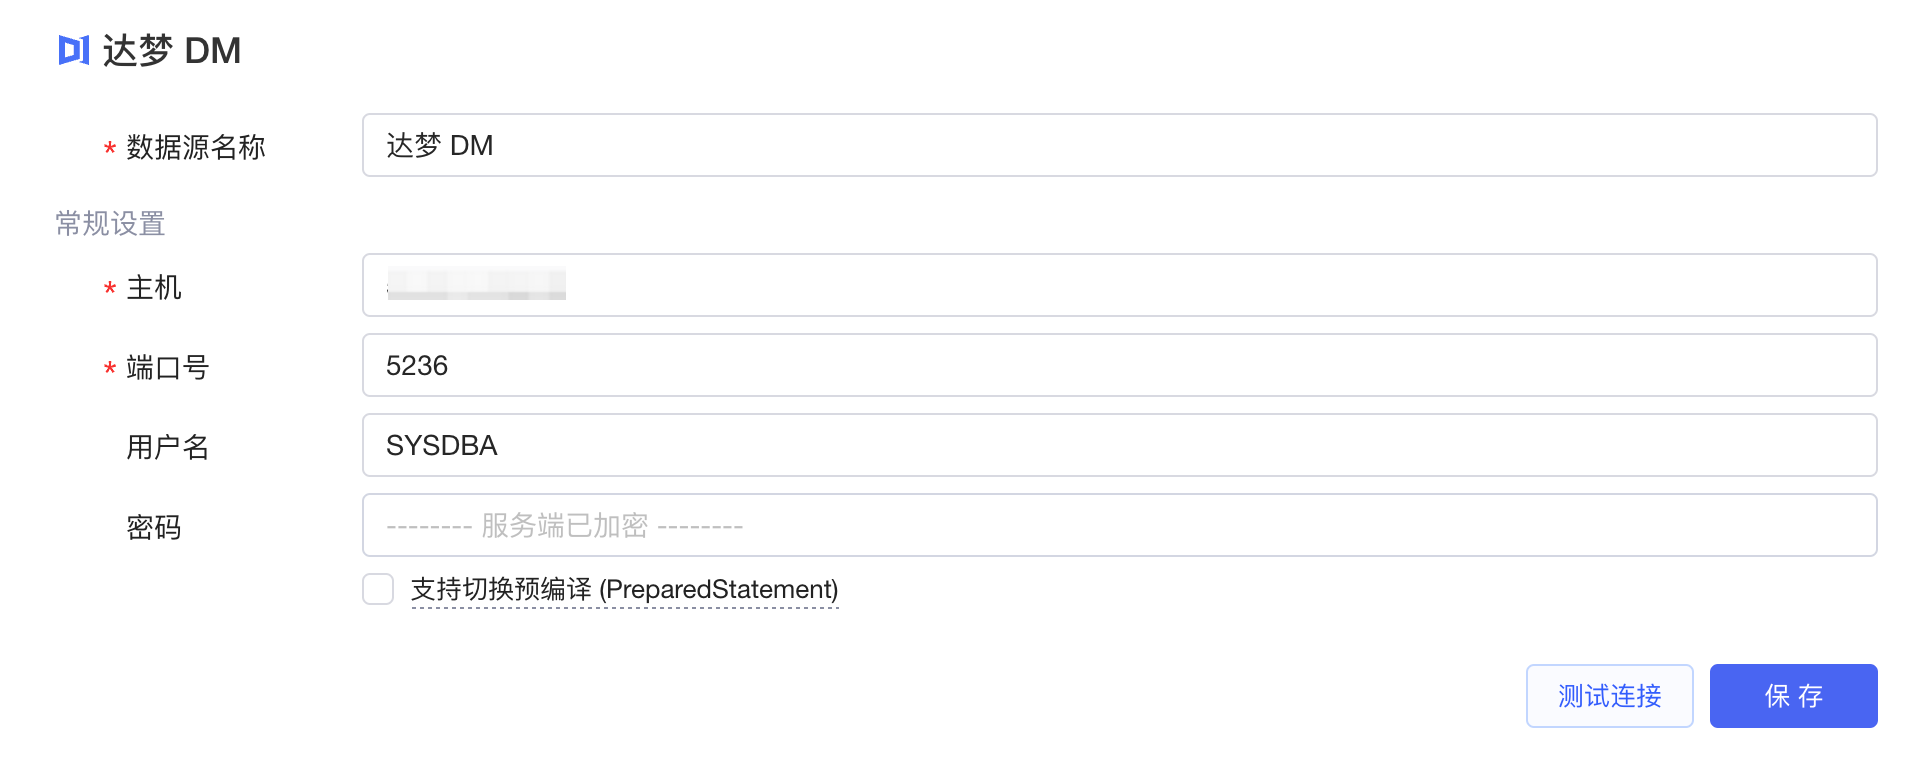 达梦 DM
* 数据源名称 达梦 DM
常规设置
* 主机
* 端口号 5236
用户名 SYSDBA
密码 -------- 服务端已加密 --------
支持切换预编译 (PreparedStatement)
测试连接 保 存